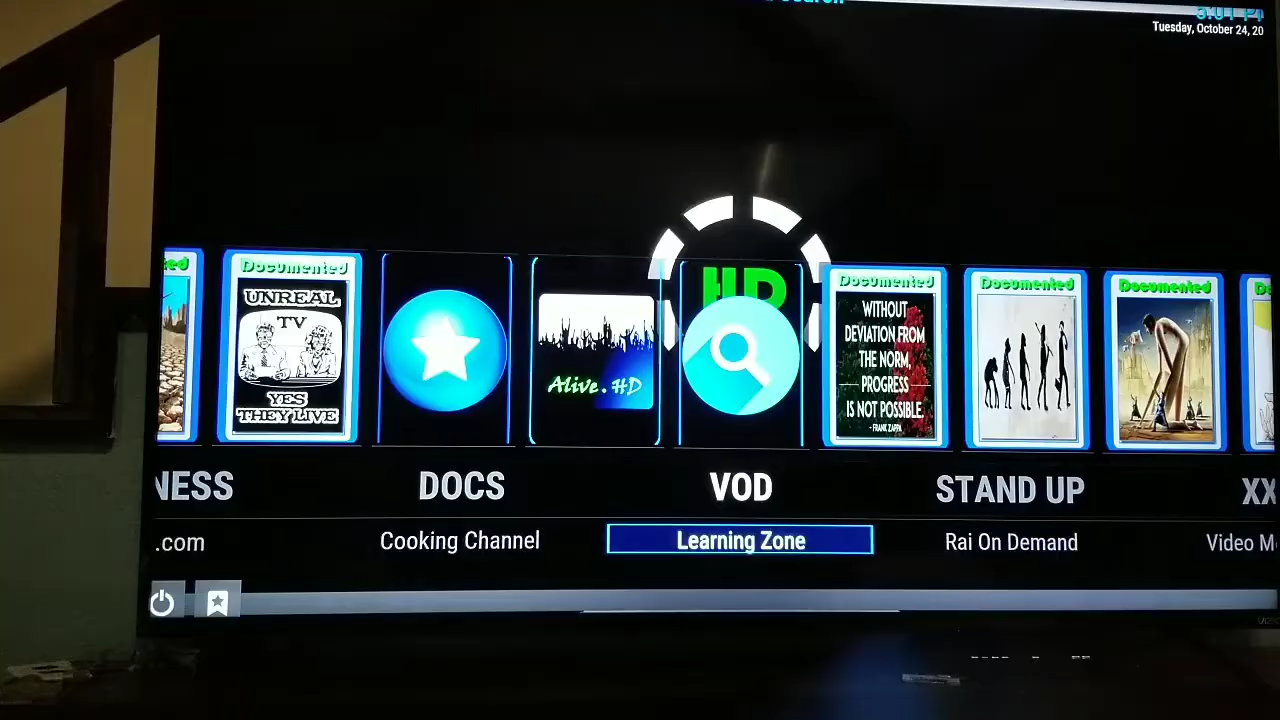 Tuesday, October 24, 20
Documented
UNREAL
TV
YES
THEY LIVE
Alive.HD
HD
Documented
WITHOUT
DEVIATION FROM
THE NORM,
PROGRESS
IS NOT POSSIBLE.
- FRANK ZAPPA
Documented
Documented
NESS
DOCS
VOD
STAND UP
XX
.com
Cooking Channel
Learning Zone
Rai On Demand
Video M